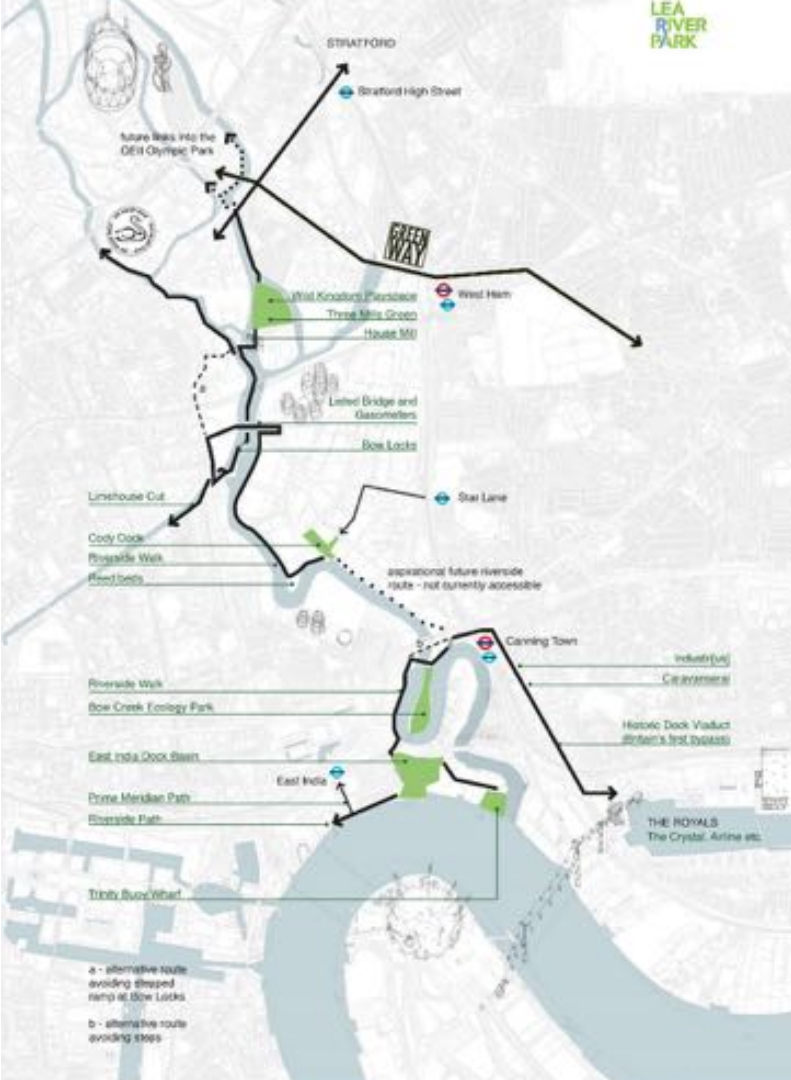 LEA
RIVER
PARK
STRATFORD
Stratford High Street
future links into the
QEII Olympic Park
GREEN
WAY
West Ham
Wild Kingdom Playspace
Three Mills Green
House Mill
Listed Bridge and
Gasometers
Bow Locks
a
Limehouse Cut
Star Lane
Cody Dock
Riverside Walk
Reed beds
aspirational future riverside
route - not currently accessible
b
Canning Town
Industri[us]
Caravanserai
Riverside Walk
Bow Creek Ecology Park
Historic Dock Viaduct
(Britain's first bypass)
East India Dock Basin
East India
Prime Meridian Path
Riverside Path
THE ROYALS
The Crystal, Airline etc.
Trinity Buoy Wharf
a - alternative route
avoiding stepped
ramp at Bow Locks
b - alternative route
avoiding steps